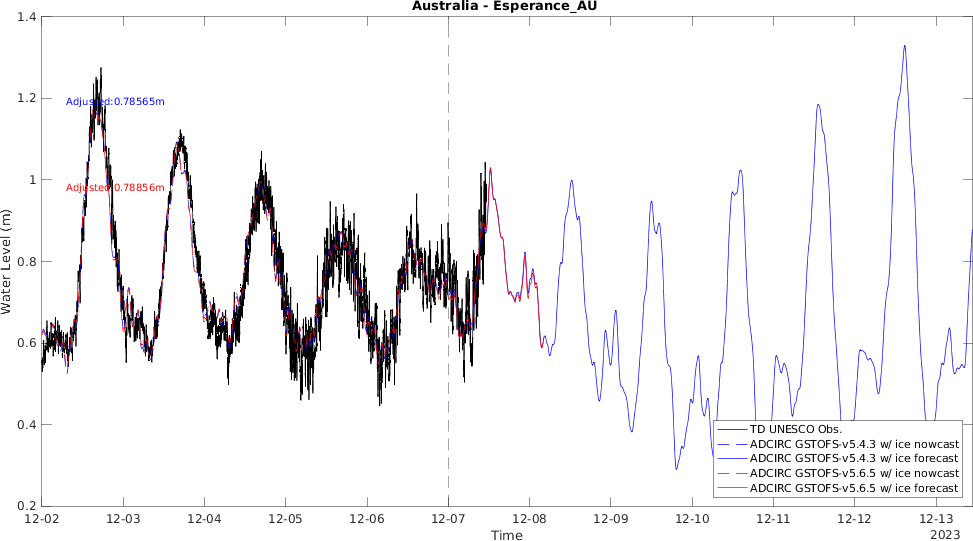 Australia - Esperance_AU
1.4
1.2
1
0.8
0.6
0.4
0.2
Water Level (m)
Adjusted:0.78565m
Adjusted:0.78856m
TD UNESCO Obs.
ADCIRC GSTOFS-v5.4.3 w/ ice nowcast
ADCIRC GSTOFS-v5.4.3 w/ ice forecast
ADCIRC GSTOFS-v5.6.5 w/ ice nowcast
ADCIRC GSTOFS-v5.6.5 w/ ice forecast
12-02 12-03 12-04 12-05 12-06 12-07 12-08 12-09 12-10 12-11 12-12 12-13
Time
2023